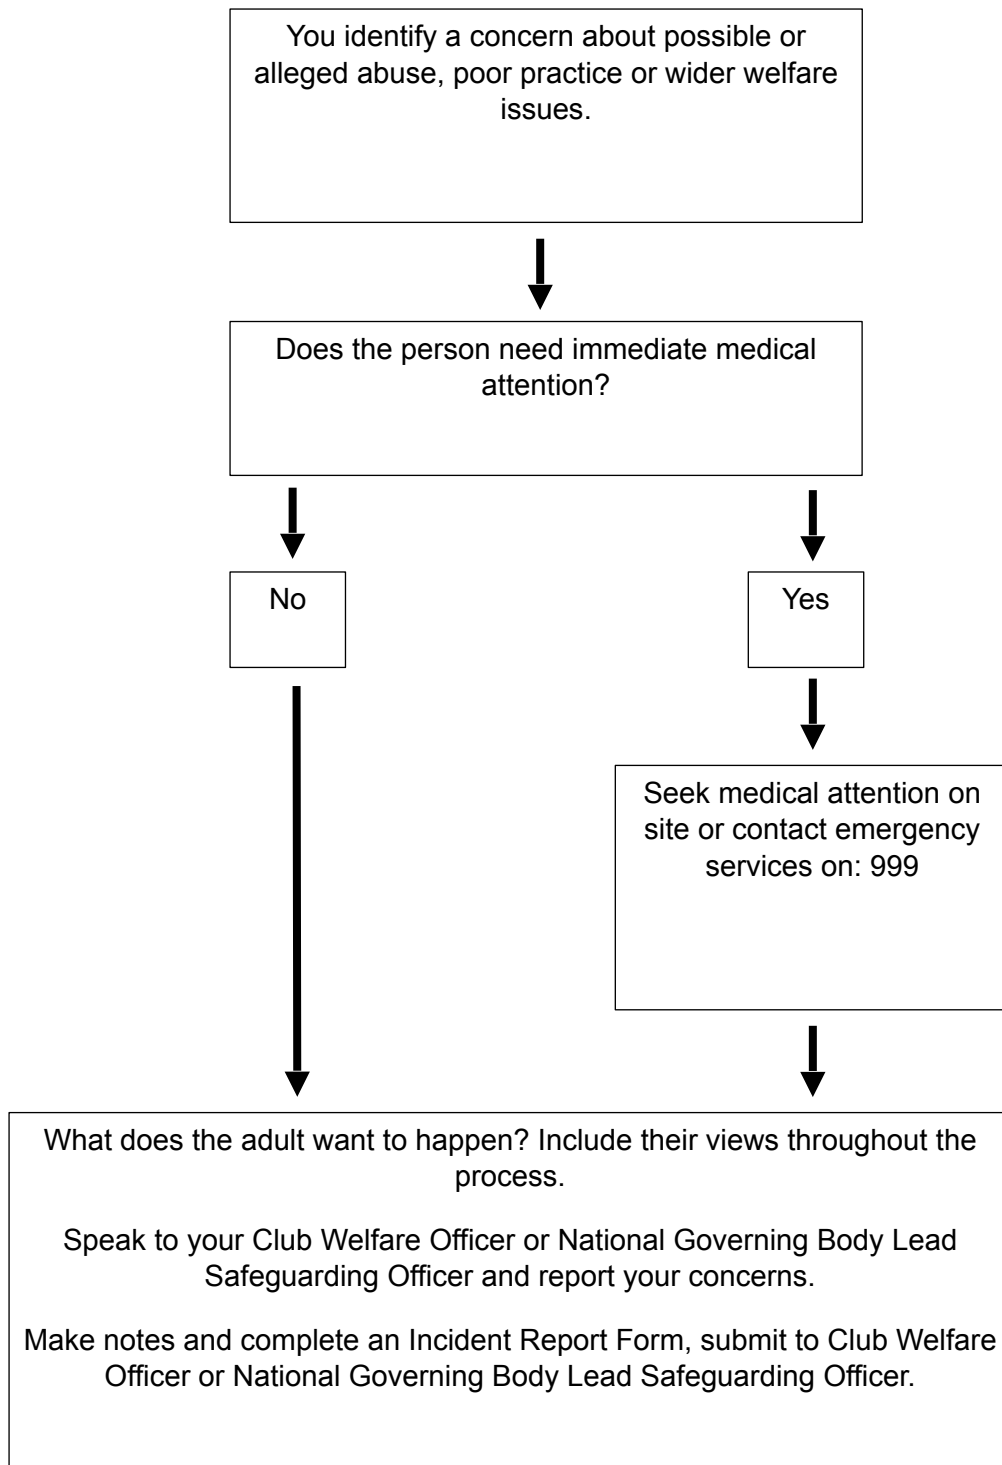 You identify a concern about possible or
alleged abuse, poor practice or wider welfare
issues.
Does the person need immediate medical
attention?
No
Yes
Seek medical attention on
site or contact emergency
services on: 999
What does the adult want to happen? Include their views throughout the
process.
Speak to your Club Welfare Officer or National Governing Body Lead
Safeguarding Officer and report your concerns.
Make notes and complete an Incident Report Form, submit to Club Welfare
Officer or National Governing Body Lead Safeguarding Officer.